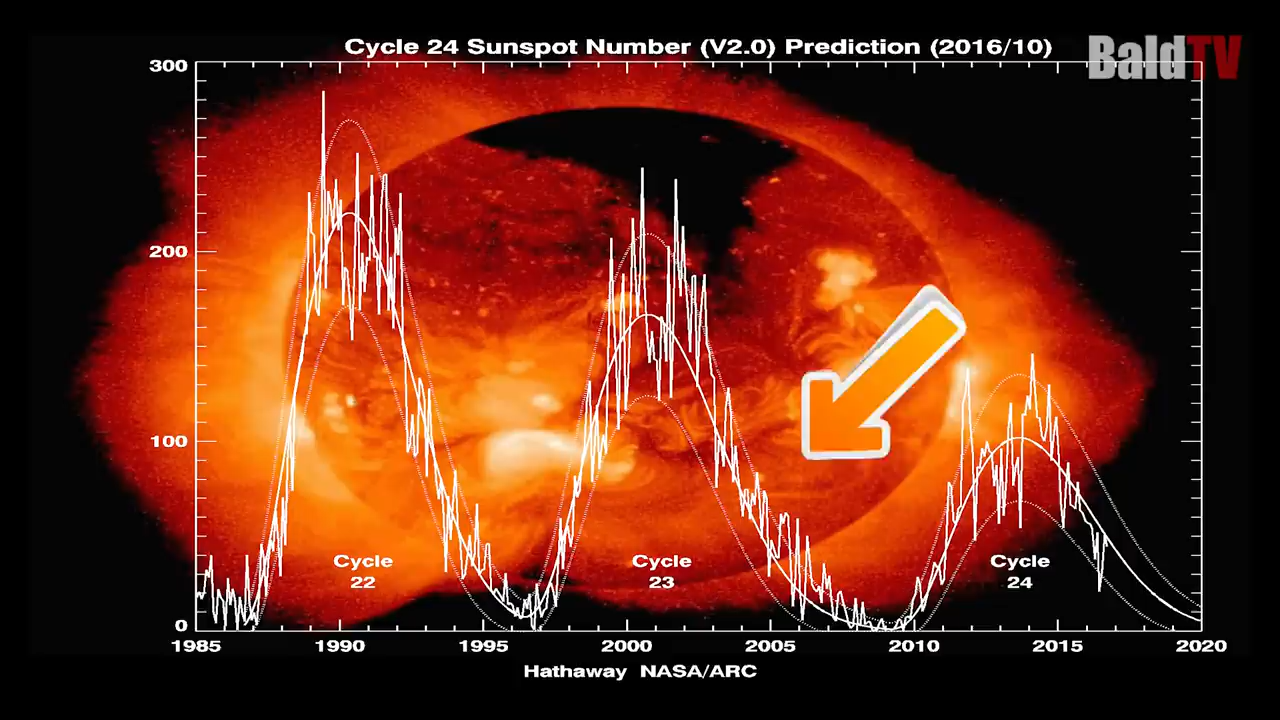 Cycle 24 Sunspot Number (V2.0) Prediction (2016/10)
BaldTV
300
200
100
0
Cycle
22
Cycle
23
Cycle
24
1985 1990 1995 2000 2005 2010 2015 2020
Hathaway NASA/ARC